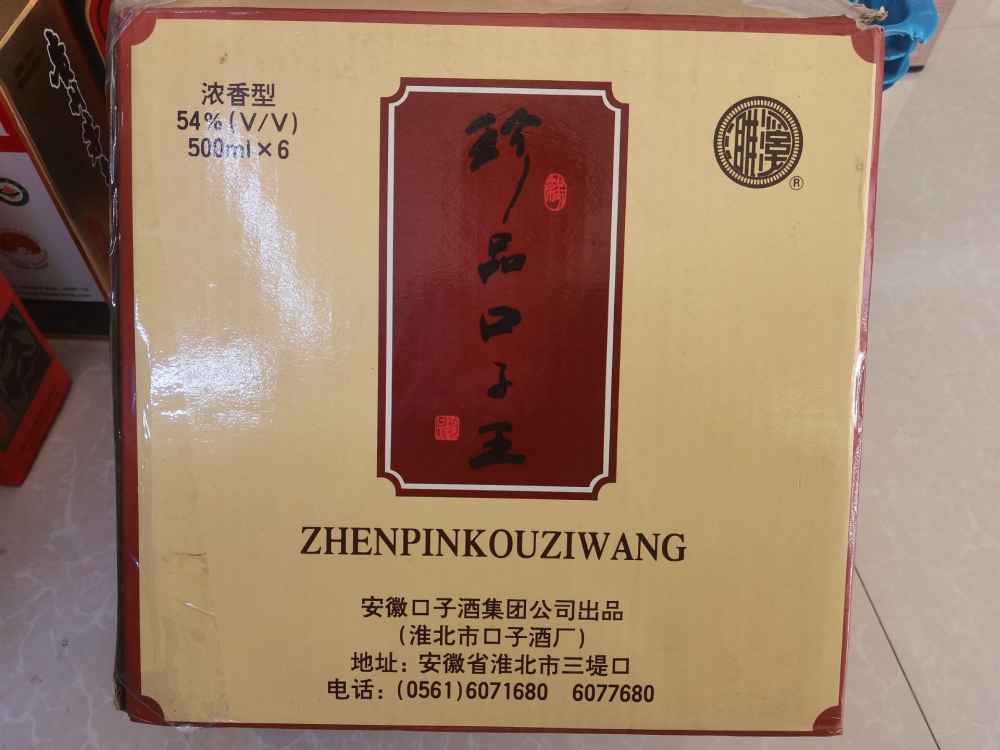 浓香型
54%(V/V)
500ml×6
珍品口子王
®
ZHENPINKOUZIWANG
安徽口子酒集团公司出品
(淮北市口子酒厂)
地址：安徽省淮北市三堤口
电话：(0561)6071680 6077680